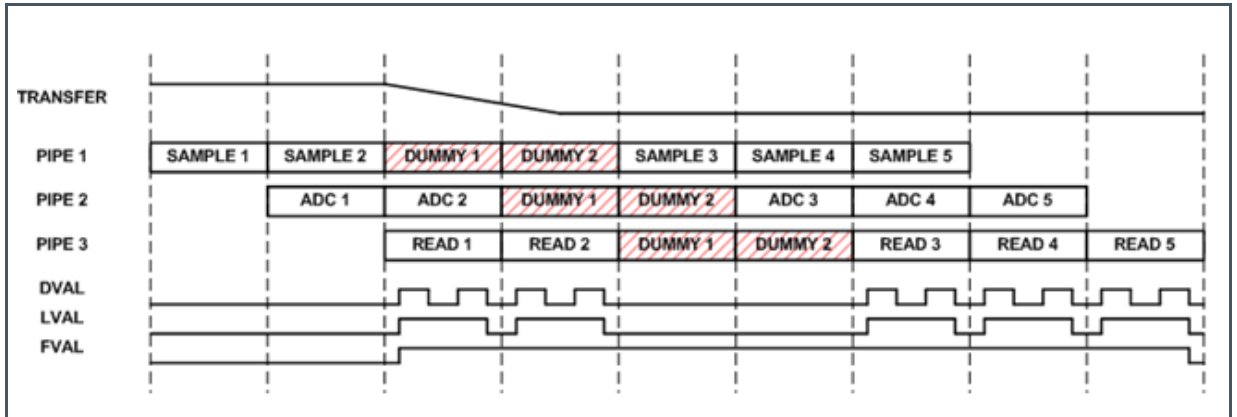 TRANSFER
PIPE 1 SAMPLE 1 SAMPLE 2 DUMMY 1 DUMMY 2 SAMPLE 3 SAMPLE 4 SAMPLE 5
PIPE 2 ADC 1 ADC 2 DUMMY 1 DUMMY 2 ADC 3 ADC 4 ADC 5
PIPE 3 READ 1 READ 2 DUMMY 1 DUMMY 2 READ 3 READ 4 READ 5
DVAL
LVAL
FVAL